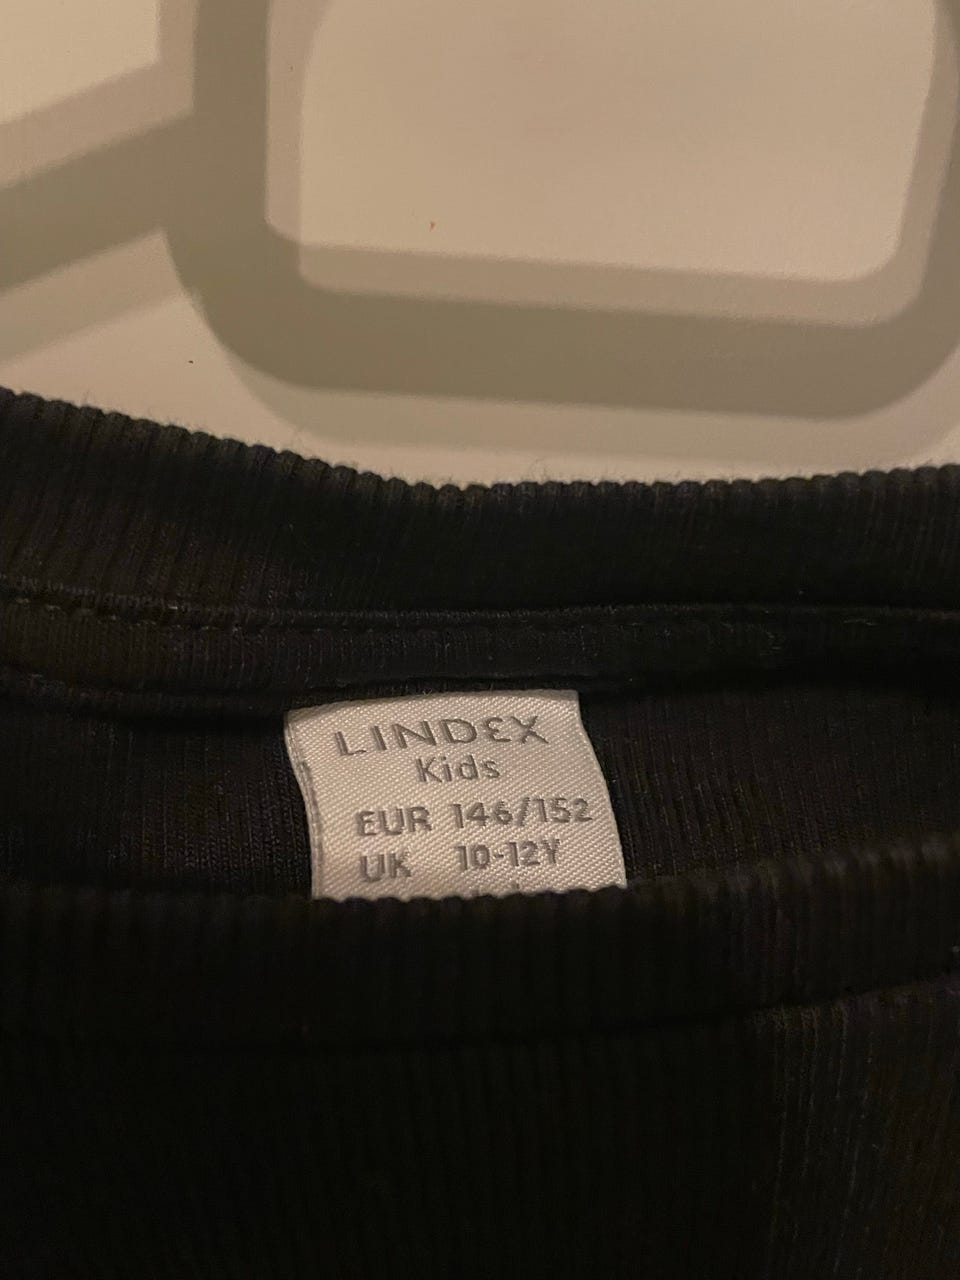 LINDEX
Kids
EUR 146/152
UK 10-12Y